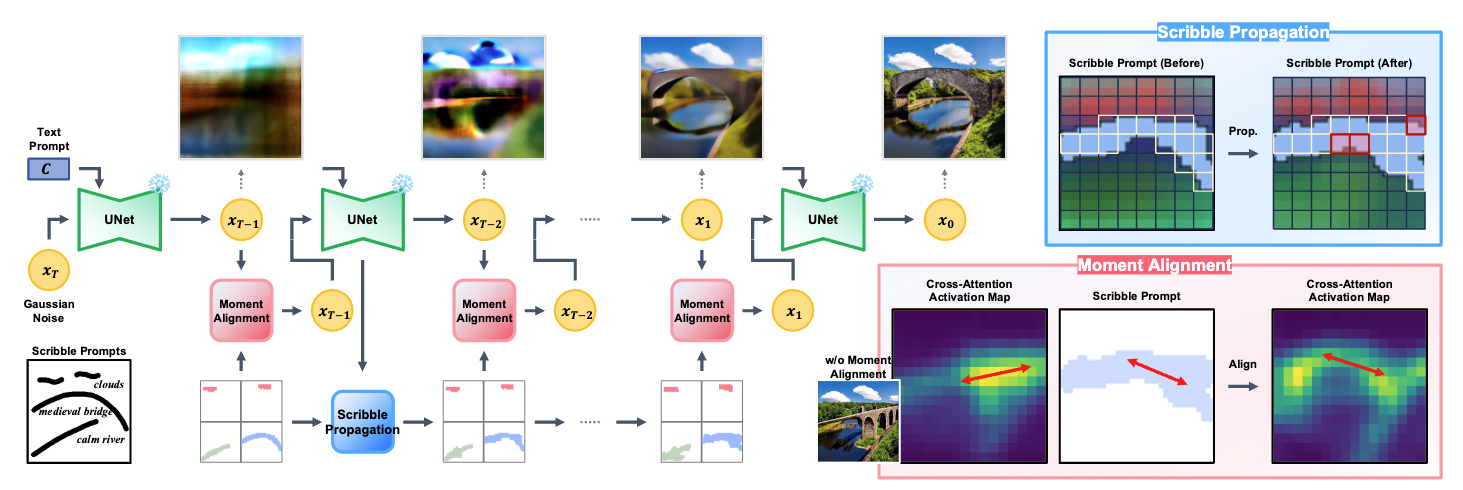 Text
Prompt
C
UNet
x_T
Gaussian
Noise
x_{T-1}
Moment
Alignment
x_{T-1}
UNet
x_{T-2}
Moment
Alignment
x_{T-2}
......
x_1
Moment
Alignment
x_1
UNet
x_0
Scribble Prompts
clouds
medieval bridge
calm river
Scribble
Propagation
......
Scribble Propagation
Scribble Prompt (Before)
Scribble Prompt (After)
Prop.
Moment Alignment
Cross-Attention
Activation Map
Scribble Prompt
Cross-Attention
Activation Map
w/o Moment
Alignment
Align